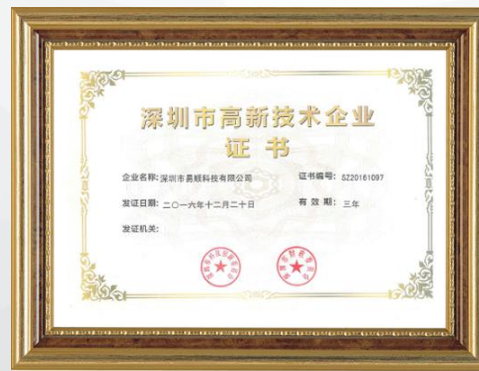 深圳市高新技术企业
证书
企业名称：深圳市易顺科技有限公司 证书编号：SZ20161097
发证日期：二〇一六年十二月二十日 有效期：三年
发证机关：